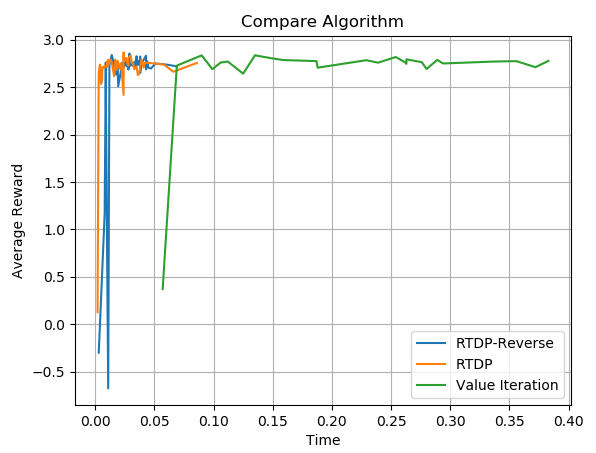 Compare Algorithm
Average Reward
3.0
2.5
2.0
1.5
1.0
0.5
0.0
−0.5
RTDP-Reverse
RTDP
Value Iteration
0.00 0.05 0.10 0.15 0.20 0.25 0.30 0.35 0.40
Time